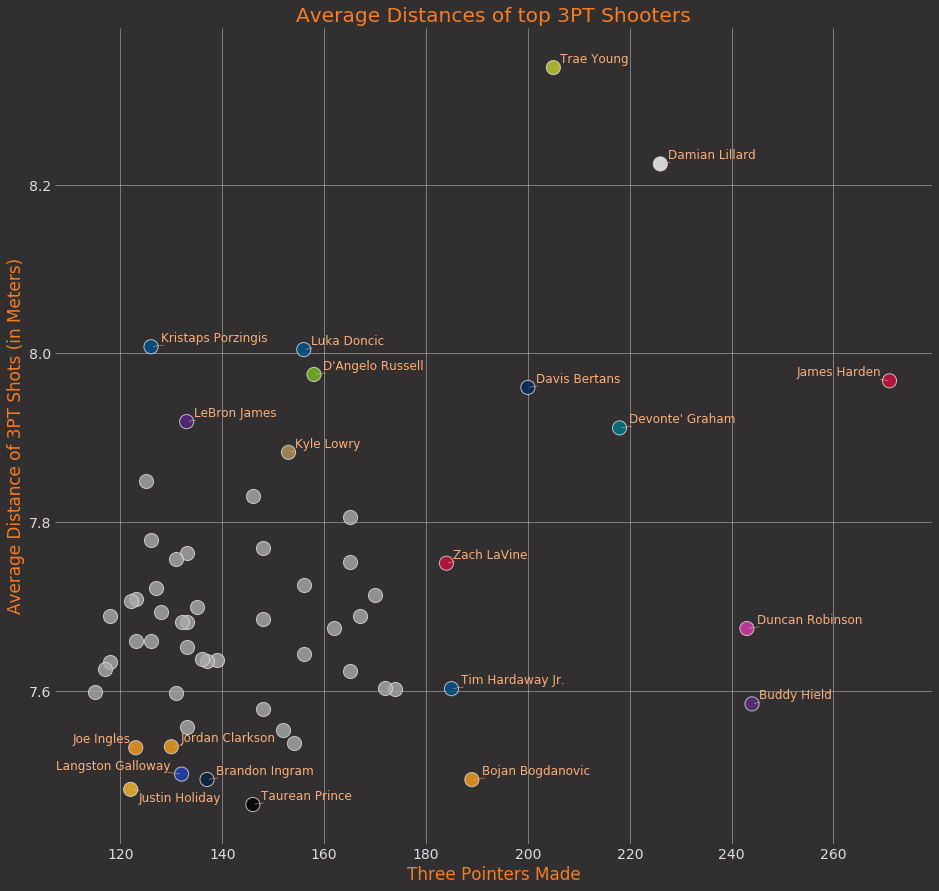 Average Distances of top 3PT Shooters
Trae Young
Damian Lillard
8.2
Kristaps Porzingis
Luka Doncic
8.0
D'Angelo Russell
James Harden
Davis Bertans
LeBron James
Devonte' Graham
Kyle Lowry
7.8
Zach LaVine
Duncan Robinson
Tim Hardaway Jr.
7.6
Buddy Hield
Joe Ingles
Jordan Clarkson
Langston Galloway
Brandon Ingram
Bojan Bogdanovic
Justin Holiday
Taurean Prince
Average Distance of 3PT Shots (in Meters)
120 140 160 180 200 220 240 260
Three Pointers Made